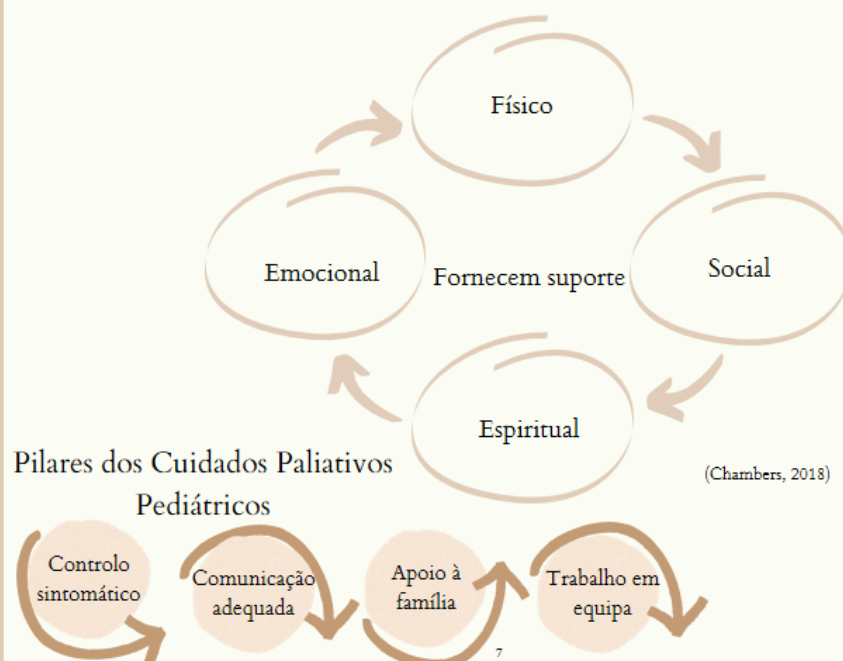 Físico
Emocional
Fornecem suporte
Social
Espiritual
(Chambers, 2018)
Pilares dos Cuidados Paliativos
Pediátricos
Controlo
sintomático
Comunicação
adequada
Apoio à
família
Trabalho em
equipa
7